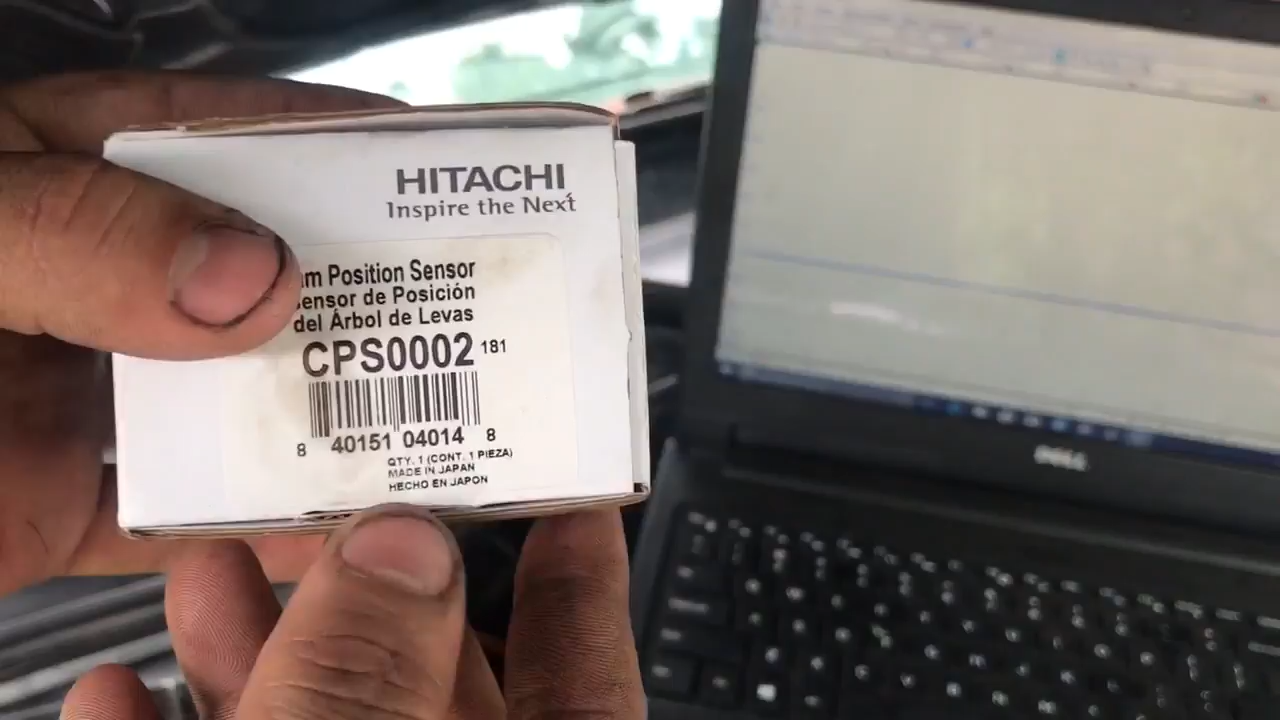 HITACHI
Inspire the Next
m Position Sensor
ensor de Posición
del Árbol de Levas
CPS0002 181
8 40151 04014 8
QTY. 1 (CONT. 1 PIEZA)
MADE IN JAPAN
HECHO EN JAPON
DELL